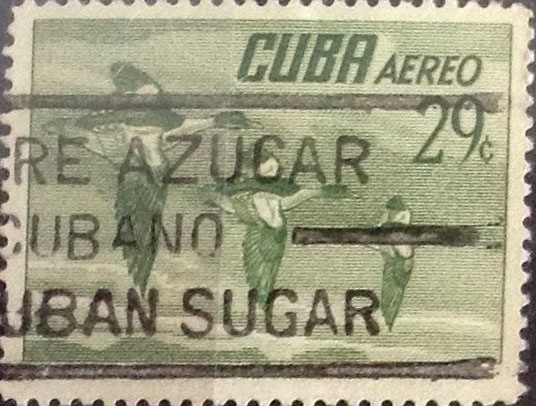 CUBA AEREO
29¢
RE AZUCAR
CUBANO
UBAN SUGAR